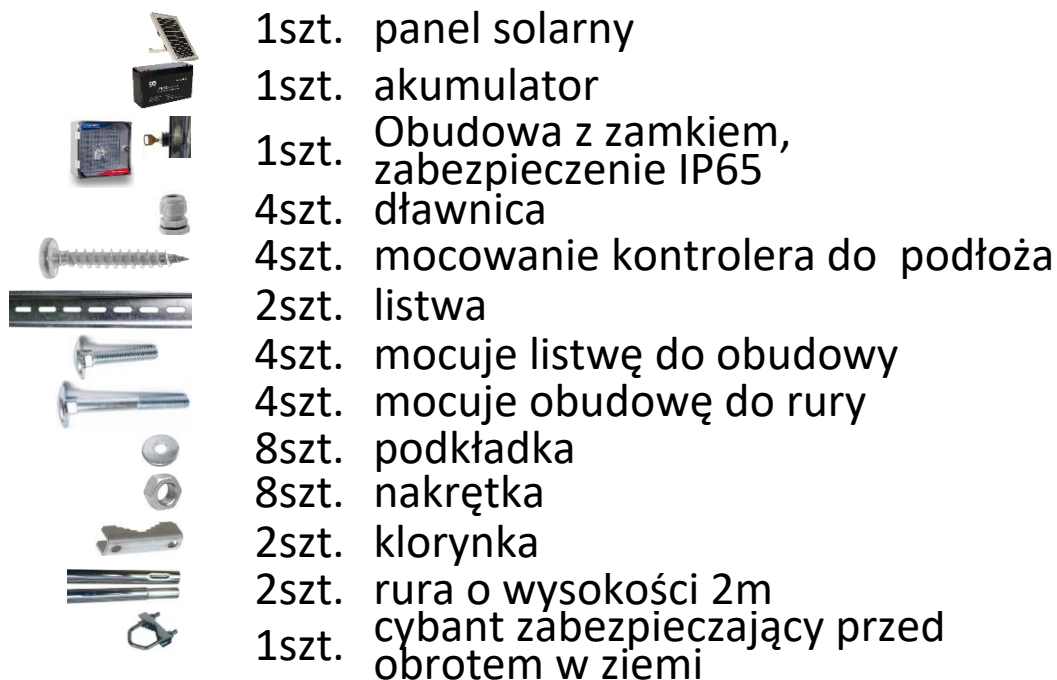 1szt. panel solarny
1szt. akumulator
1szt. Obudowa z zamkiem,
zabezpieczenie IP65
4szt. dławnica
4szt. mocowanie kontrolera do podłoża
2szt. listwa
4szt. mocuje listwę do obudowy
4szt. mocuje obudowę do rury
8szt. podkładka
8szt. nakrętka
2szt. klorynka
2szt. rura o wysokości 2m
1szt. cybant zabezpieczający przed
obrotem w ziemi